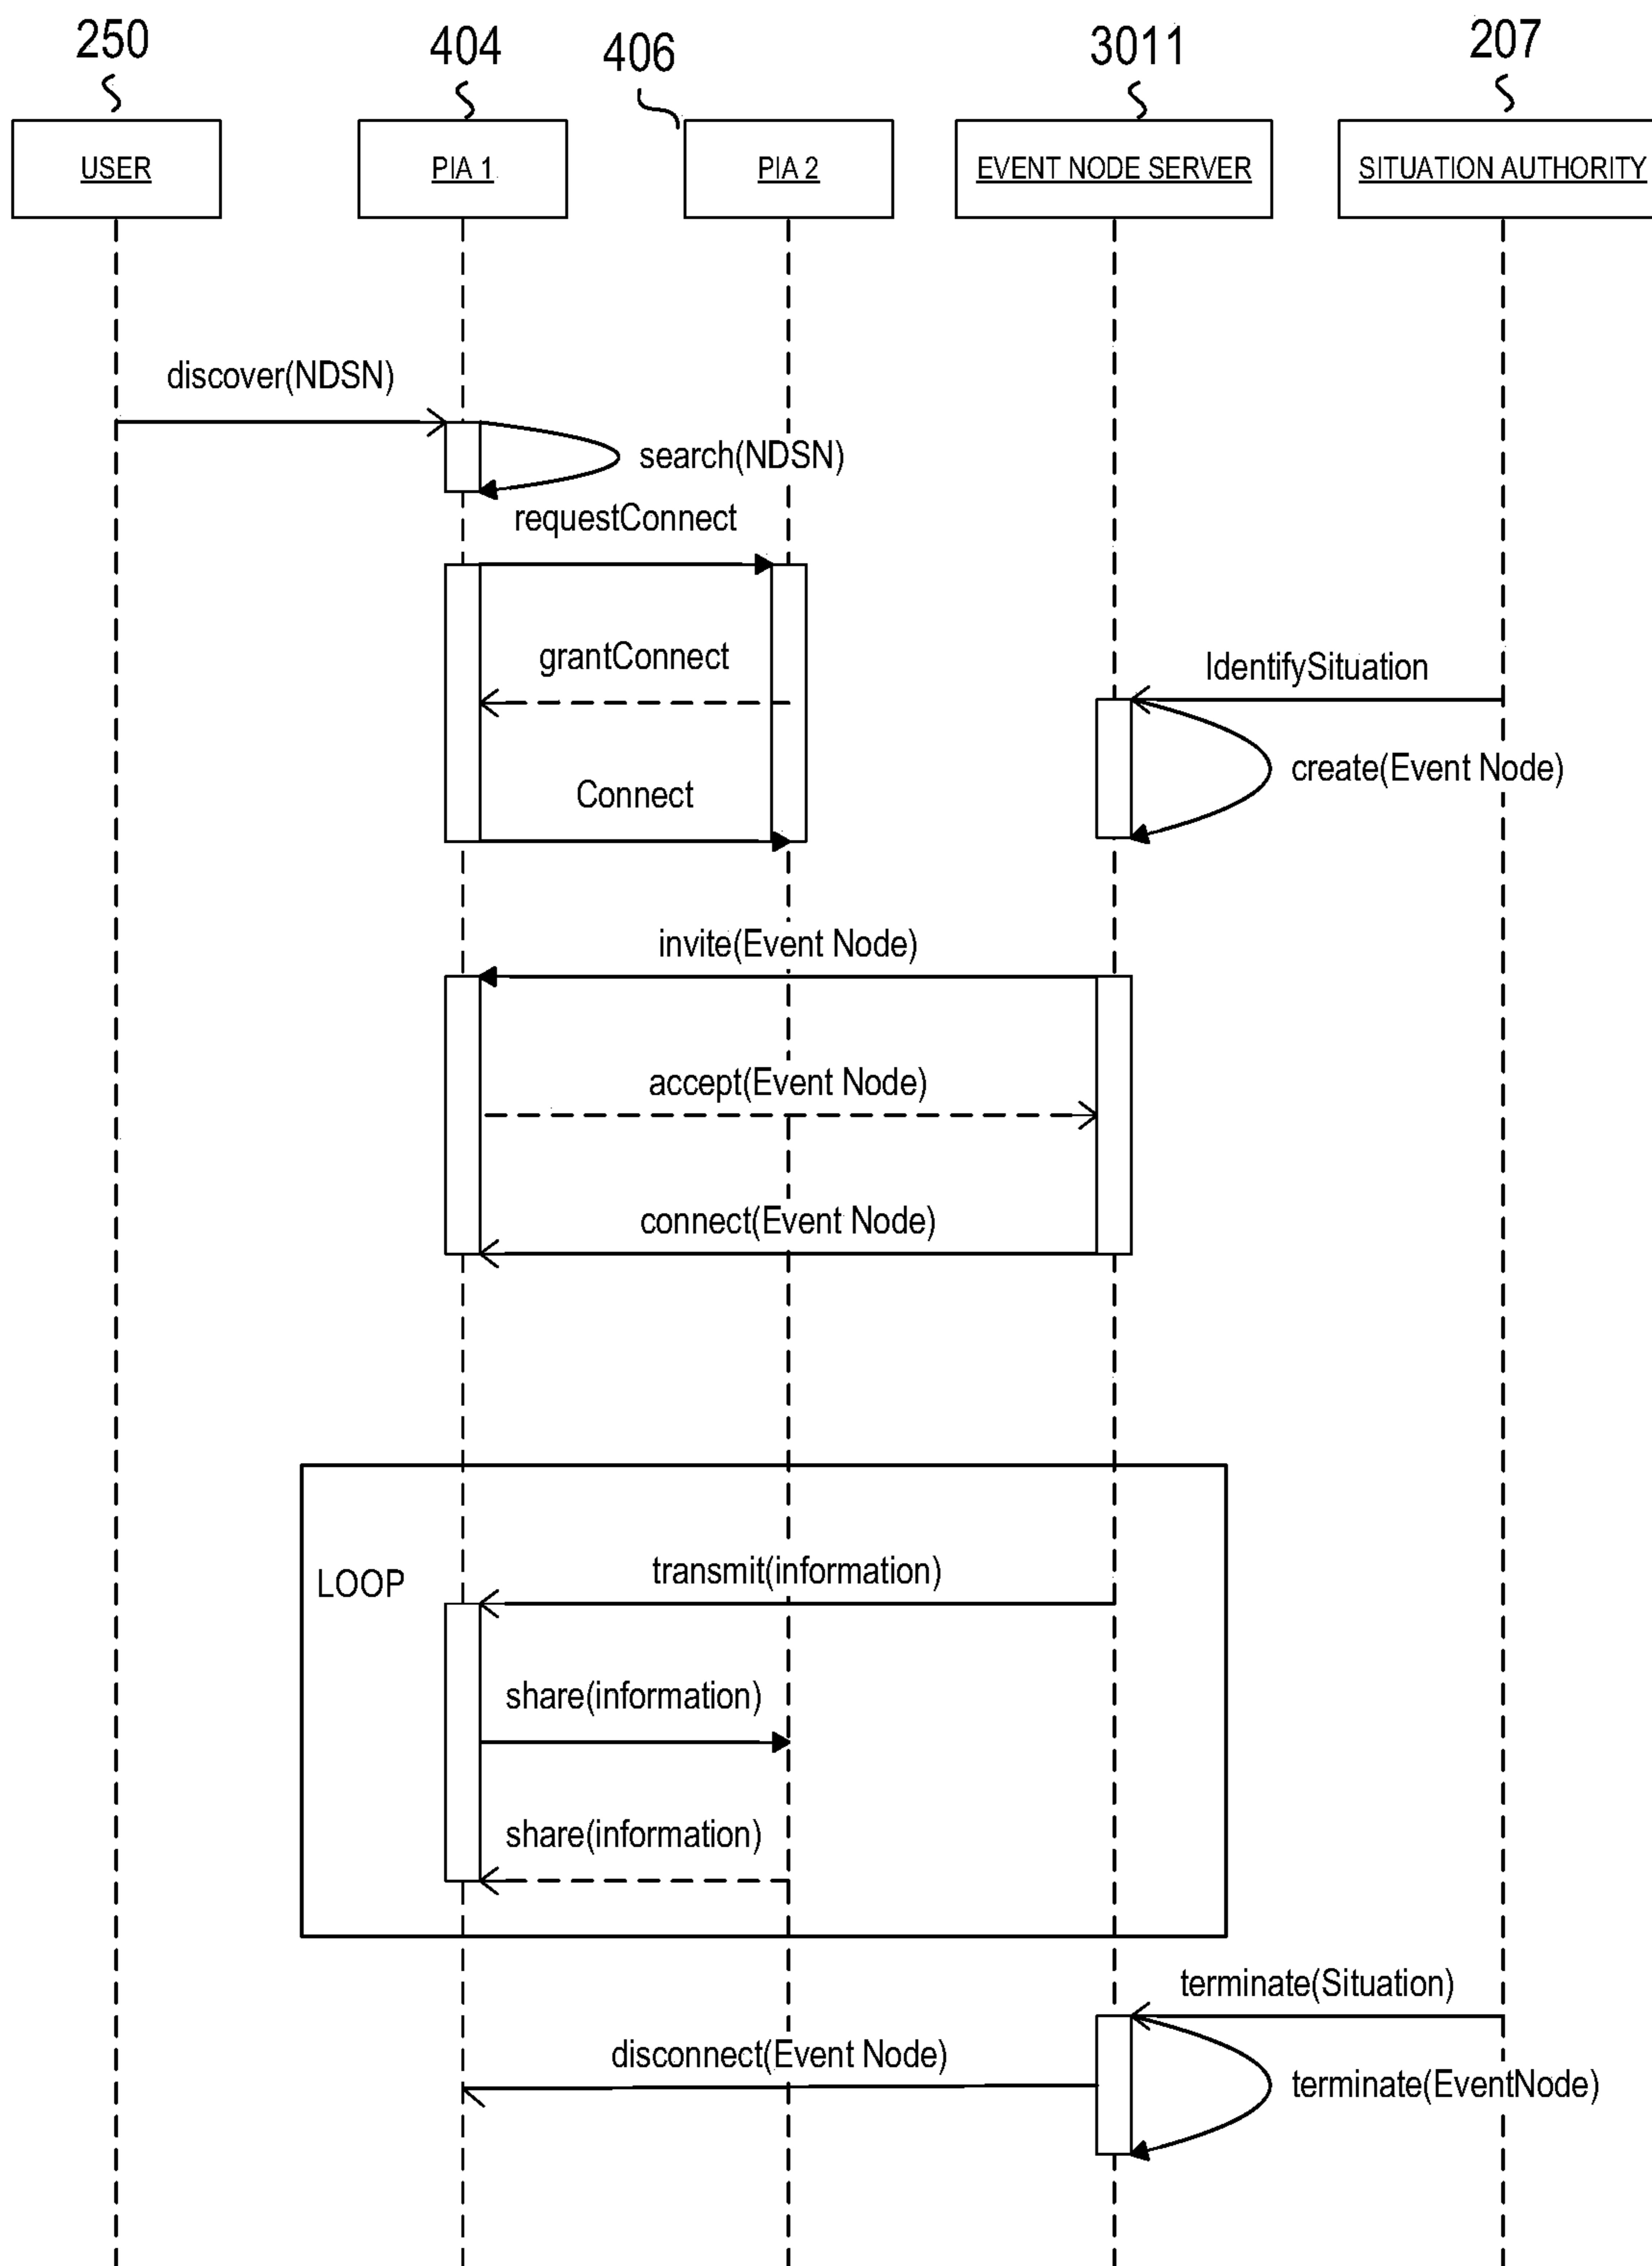 250
404
406
3011
207
USER
PIA 1
PIA 2
EVENT NODE SERVER
SITUATION AUTHORITY
discover(NDSN)
search(NDSN)
requestConnect
grantConnect
IdentifySituation
create(Event Node)
Connect
invite(Event Node)
accept(Event Node)
connect(Event Node)
LOOP
transmit(information)
share(information)
share(information)
terminate(Situation)
disconnect(Event Node)
terminate(EventNode)